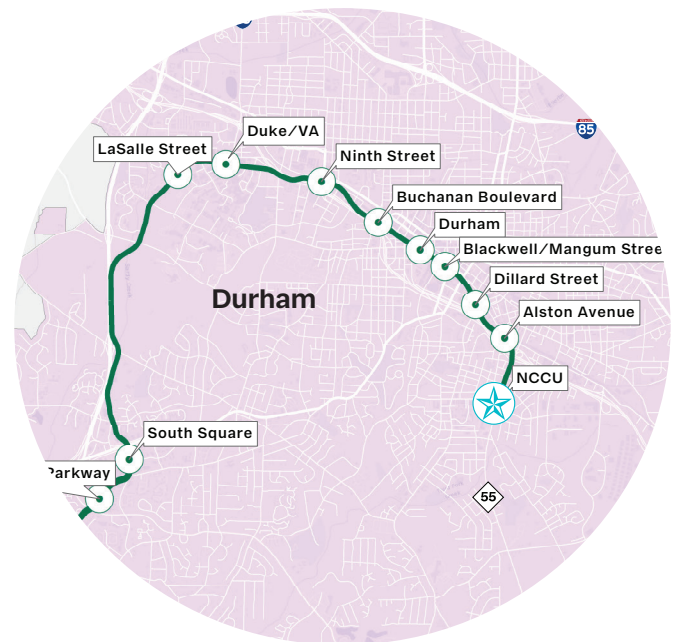 85
Duke/VA
LaSalle Street
Ninth Street
Buchanan Boulevard
Durham
Blackwell/Mangum Stree
Durham
Dillard Street
Alston Avenue
NCCU
South Square
Parkway
55